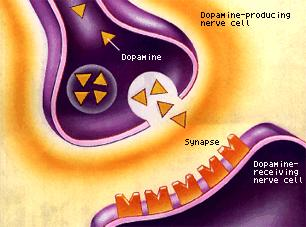 Dopamine-producing
nerve cell
Dopamine
Synapse
Dopamine-
receiving
nerve cell